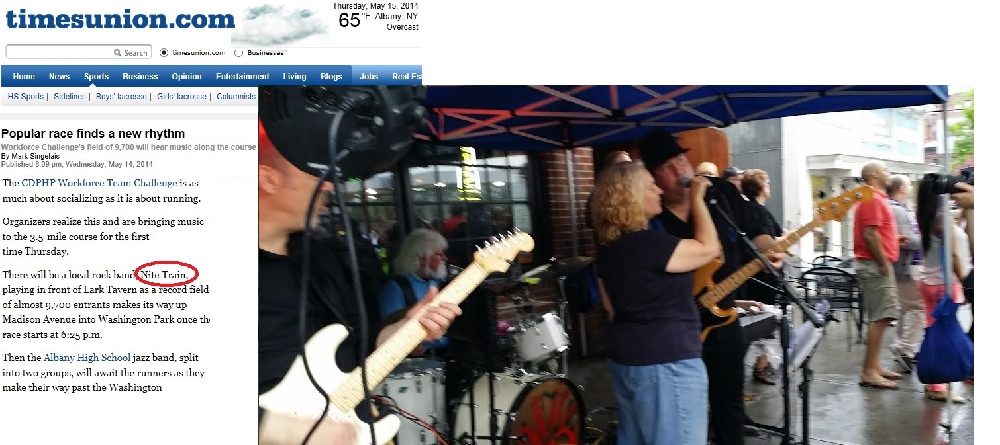 timesunion.com
Thursday, May 15, 2014
65 °F Albany, NY
Overcast
Search timesunion.com Businesses
Home News Sports Business Opinion Entertainment Living Blogs Jobs Real Es
HS Sports | Sidelines | Boys' lacrosse | Girls' lacrosse | Columnists
Popular race finds a new rhythm
Workforce Challenge's field of 9,700 will hear music along the course
By Mark Singelais
Published 8:09 pm, Wednesday, May 14, 2014
The CDPHP Workforce Team Challenge is as
much about socializing as it is about running.
Organizers realize this and are bringing music
to the 3.5-mile course for the first
time Thursday.
There will be a local rock band, Nite Train,
playing in front of Lark Tavern as a record field
of almost 9,700 entrants makes its way up
Madison Avenue into Washington Park once the
race starts at 6:25 p.m.
Then the Albany High School jazz band, split
into two groups, will await the runners as they
make their way past the Washington